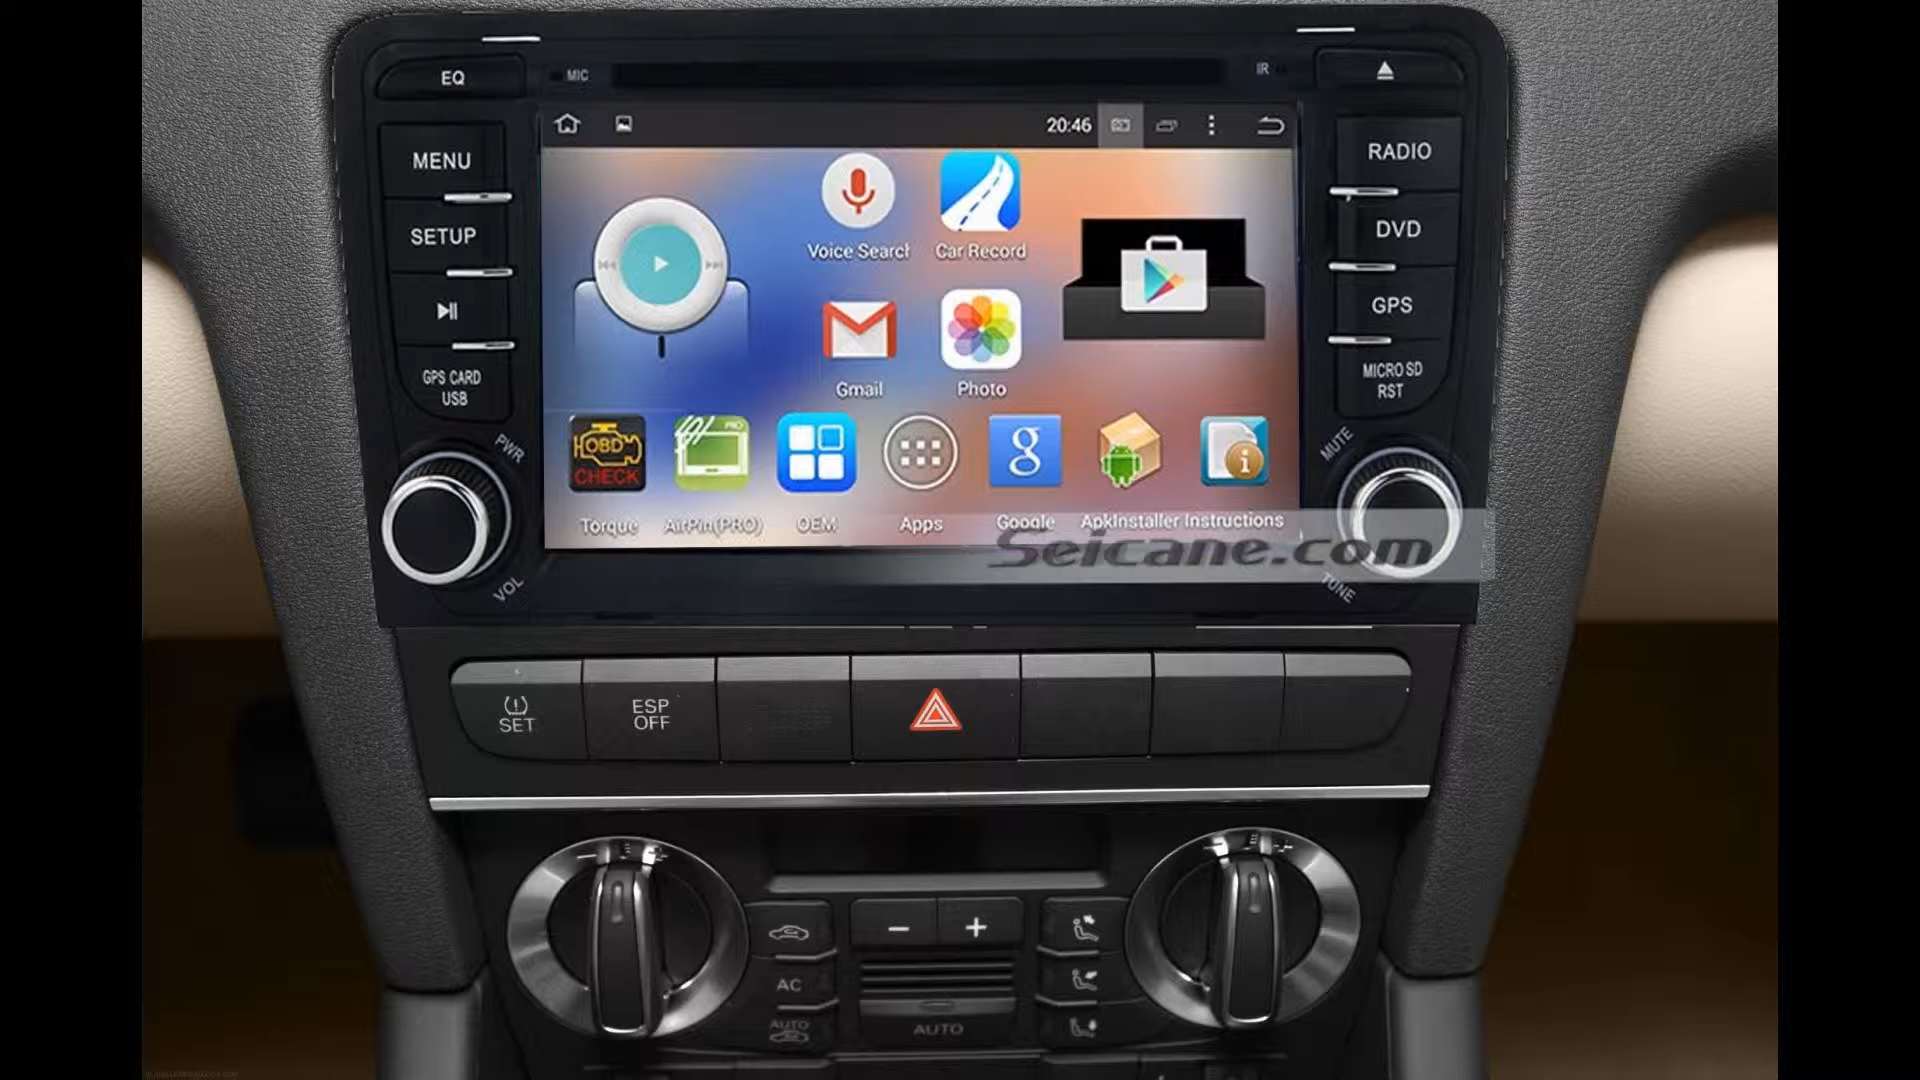 EQ
MIC
IR
MENU
SETUP
GPS CARD
USB
PWR
VOL
20:46
Voice Search
Car Record
Gmail
Photo
OBD
CHECK
PRO
g
Torque
AirPin(PRO)
OEM
Apps
Google
ApkInstaller
Instructions
RADIO
DVD
GPS
MICRO SD
RST
MUTE
TUNE
Seicane.com
SET
ESP
OFF
AC
AUTO
AUTO